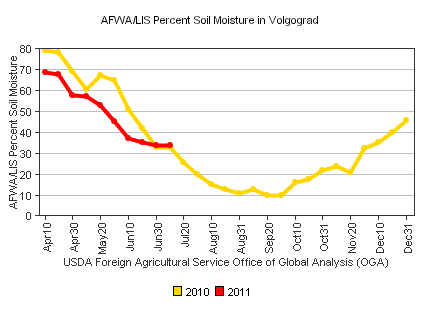 AFWA/LIS Percent Soil Moisture in Volgograd
AFWA/LIS Percent Soil Moisture
80
70
60
50
40
30
20
10
0
Apr10
Apr30
May20
Jun10
Jun30
Jul20
Aug10
Aug31
Sep20
Oct10
Oct31
Nov20
Dec10
Dec31
USDA Foreign Agricultural Service Office of Global Analysis (OGA)
2010 2011